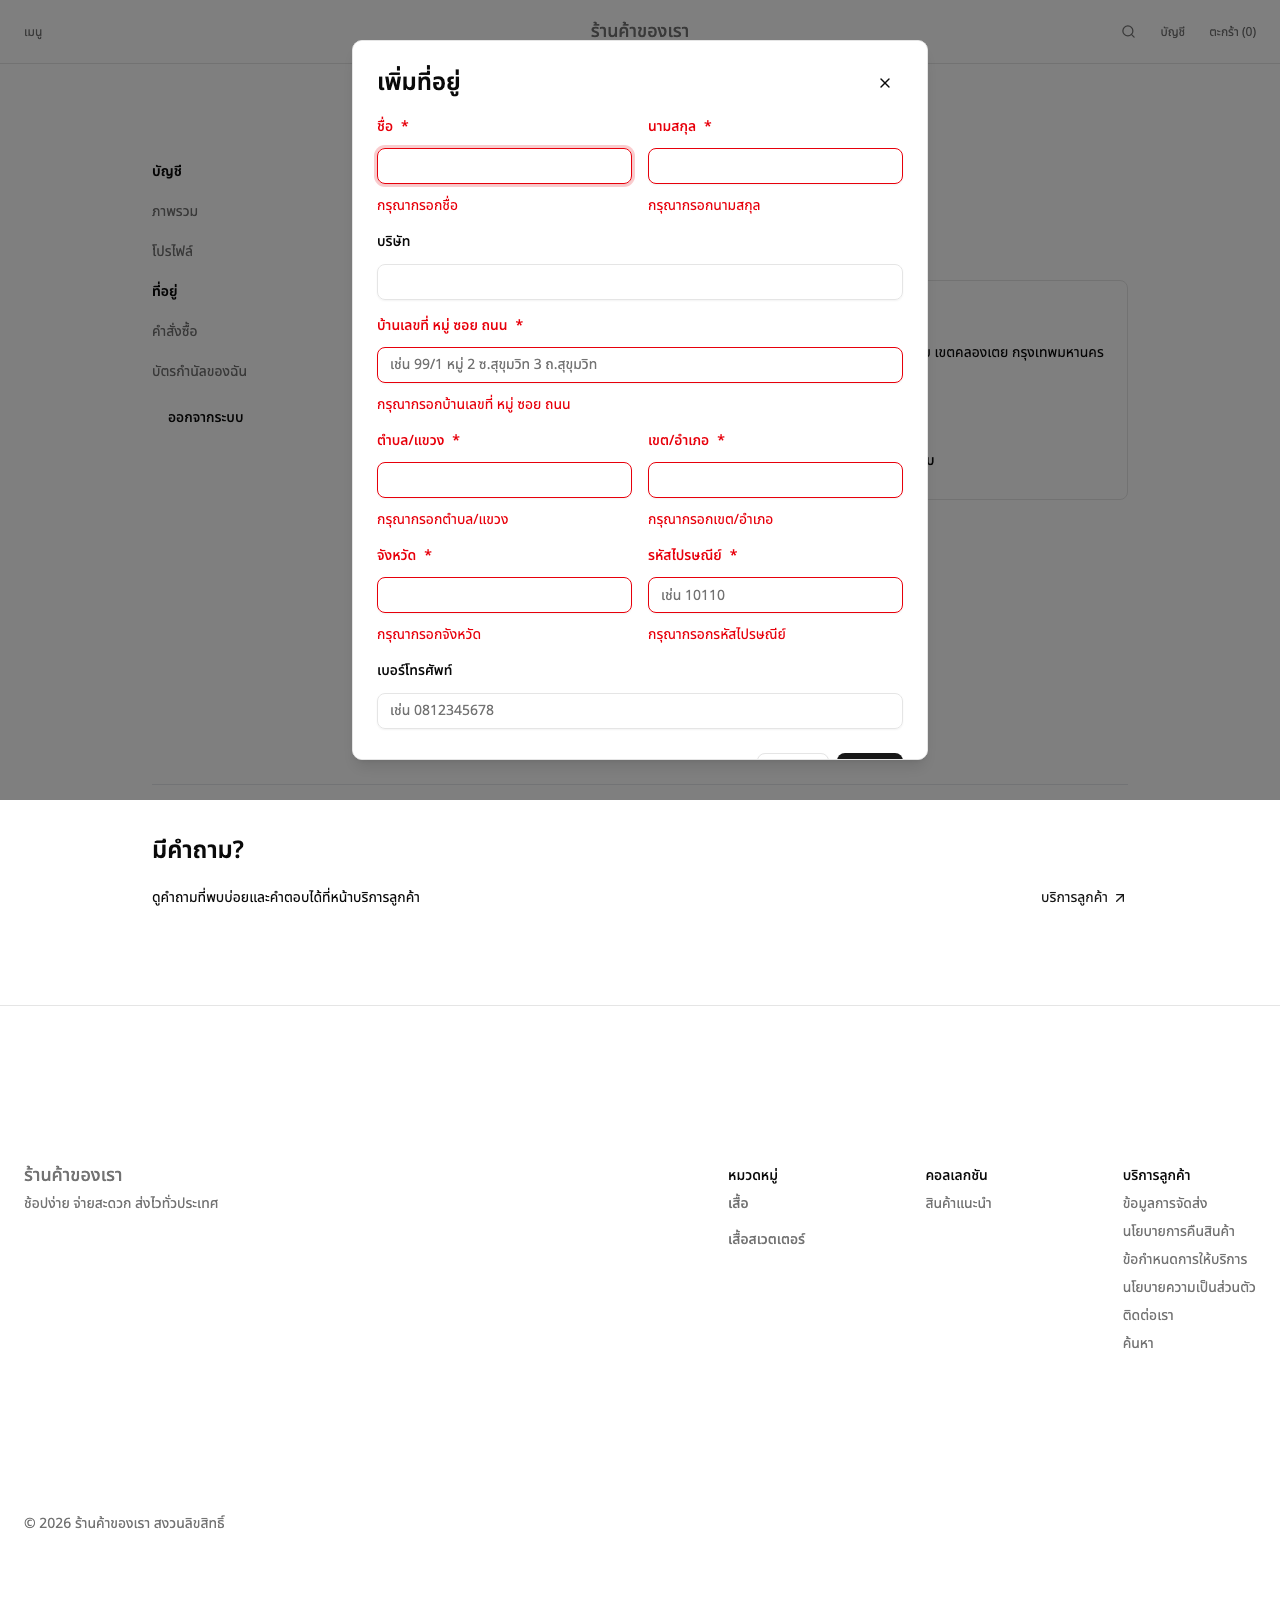 เมนู
ร้านค้าของเรา
บัญชี
ตะกร้า (0)
บัญชี
ภาพรวม
โปรไฟล์
ที่อยู่
คำสั่งซื้อ
บัตรกำนัลของฉัน
ออกจากระบบ
เพิ่มที่อยู่
ชื่อ *
นามสกุล *
กรุณากรอกชื่อ
กรุณากรอกนามสกุล
บริษัท
บ้านเลขที่ หมู่ ซอย ถนน *
เช่น 99/1 หมู่ 2 ซ.สุขุมวิท 3 ถ.สุขุมวิท
กรุณากรอกบ้านเลขที่ หมู่ ซอย ถนน
ตำบล/แขวง *
เขต/อำเภอ *
กรุณากรอกตำบล/แขวง
กรุณากรอกเขต/อำเภอ
จังหวัด *
รหัสไปรษณีย์ *
เช่น 10110
กรุณากรอกจังหวัด
กรุณากรอกรหัสไปรษณีย์
เบอร์โทรศัพท์
เช่น 0812345678
เขตคลองเตย กรุงเทพมหานคร
มีคำถาม?
ดูคำถามที่พบบ่อยและคำตอบได้ที่หน้าบริการลูกค้า
บริการลูกค้า
ร้านค้าของเรา
ช้อปง่าย จ่ายสะดวก ส่งไวทั่วประเทศ
หมวดหมู่
เสื้อ
เสื้อสเวตเตอร์
คอลเลกชัน
สินค้าแนะนำ
บริการลูกค้า
ข้อมูลการจัดส่ง
นโยบายการคืนสินค้า
ข้อกำหนดการให้บริการ
นโยบายความเป็นส่วนตัว
ติดต่อเรา
ค้นหา
© 2026 ร้านค้าของเรา สงวนลิขสิทธิ์